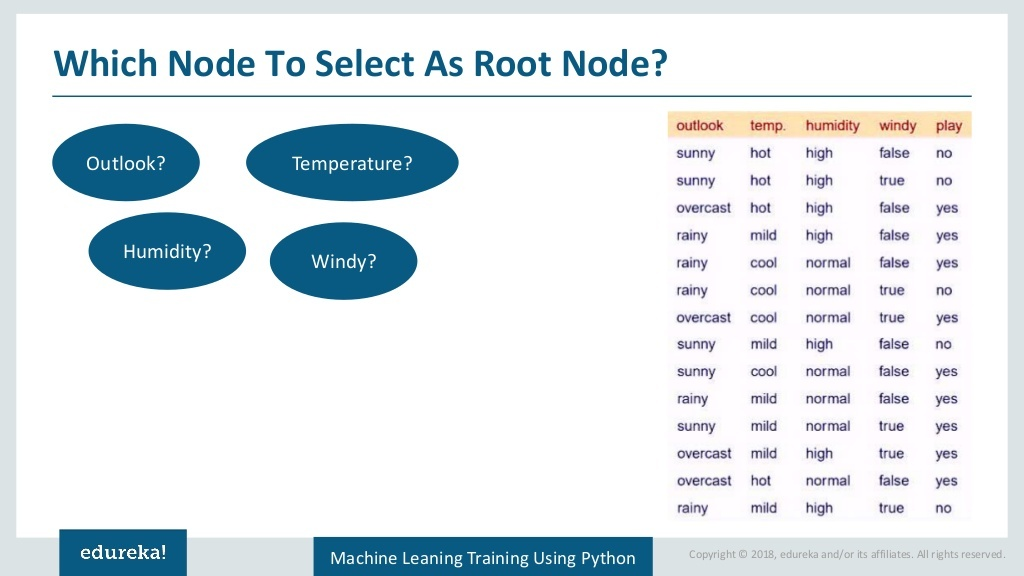 Which Node To Select As Root Node?
Outlook?
Temperature?
Humidity?
Windy?
outlook temp. humidity windy play
sunny hot high false no
sunny hot high true no
overcast hot high false yes
rainy mild high false yes
rainy cool normal false yes
rainy cool normal true no
overcast cool normal true yes
sunny mild high false no
sunny cool normal false yes
rainy mild normal false yes
sunny mild normal true yes
overcast mild high true yes
overcast hot normal false yes
rainy mild high true no
edureka!
Machine Leaning Training Using Python
Copyright © 2018, edureka and/or its affiliates. All rights reserved.